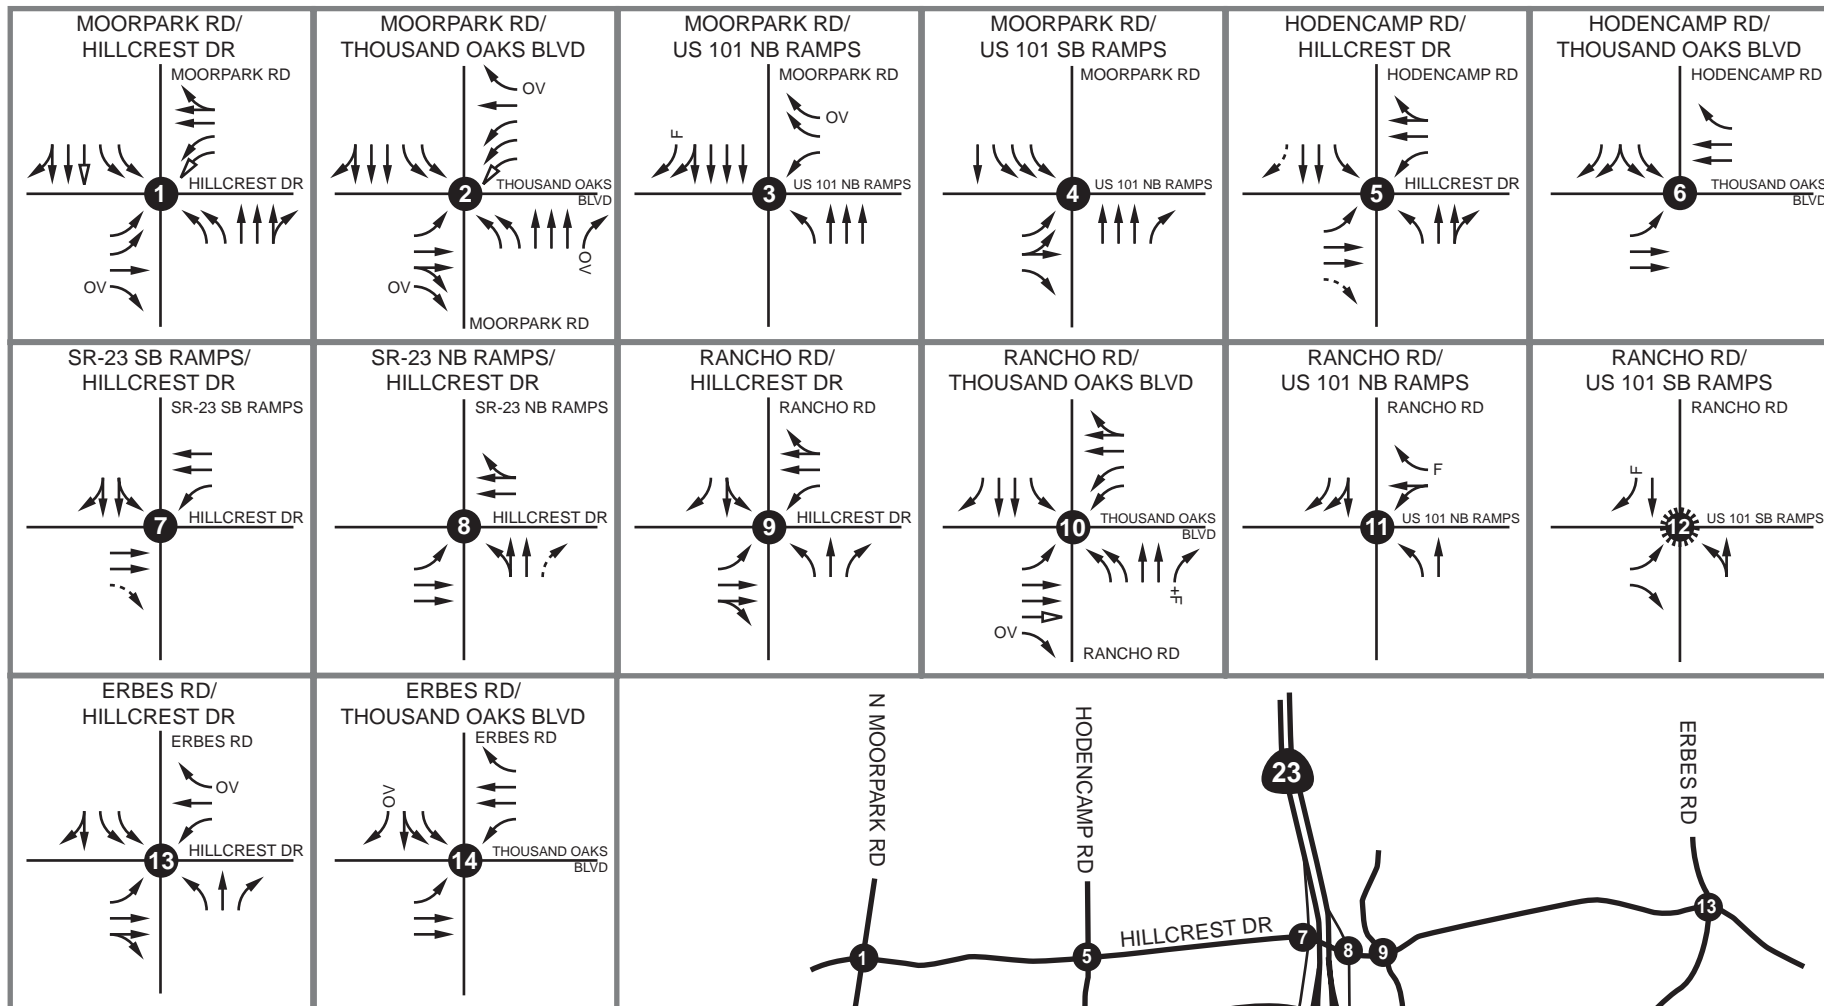 MOORPARK RD/
HILLCREST DR
MOORPARK RD
HILLCREST DR
OV
1
MOORPARK RD/
THOUSAND OAKS BLVD
OV
THOUSAND OAKS
BLVD
OV
OV
MOORPARK RD
2
MOORPARK RD/
US 101 NB RAMPS
MOORPARK RD
F
OV
US 101 NB RAMPS
3
MOORPARK RD/
US 101 SB RAMPS
MOORPARK RD
US 101 NB RAMPS
4
HODENCAMP RD/
HILLCREST DR
HODENCAMP RD
HILLCREST DR
5
HODENCAMP RD/
THOUSAND OAKS BLVD
HODENCAMP RD
THOUSAND OAKS
BLVD
6
SR-23 SB RAMPS/
HILLCREST DR
SR-23 SB RAMPS
HILLCREST DR
7
SR-23 NB RAMPS/
HILLCREST DR
SR-23 NB RAMPS
HILLCREST DR
8
RANCHO RD/
HILLCREST DR
RANCHO RD
HILLCREST DR
9
RANCHO RD/
THOUSAND OAKS BLVD
THOUSAND OAKS
BLVD
+F
OV
RANCHO RD
10
RANCHO RD/
US 101 NB RAMPS
RANCHO RD
F
US 101 NB RAMPS
11
RANCHO RD/
US 101 SB RAMPS
RANCHO RD
F
US 101 SB RAMPS
12
ERBES RD/
HILLCREST DR
ERBES RD
OV
HILLCREST DR
13
ERBES RD/
THOUSAND OAKS BLVD
ERBES RD
OV
THOUSAND OAKS
BLVD
14
N MOORPARK RD
HODENCAMP RD
23
ERBES RD
HILLCREST DR
1
5
7
8
9
13